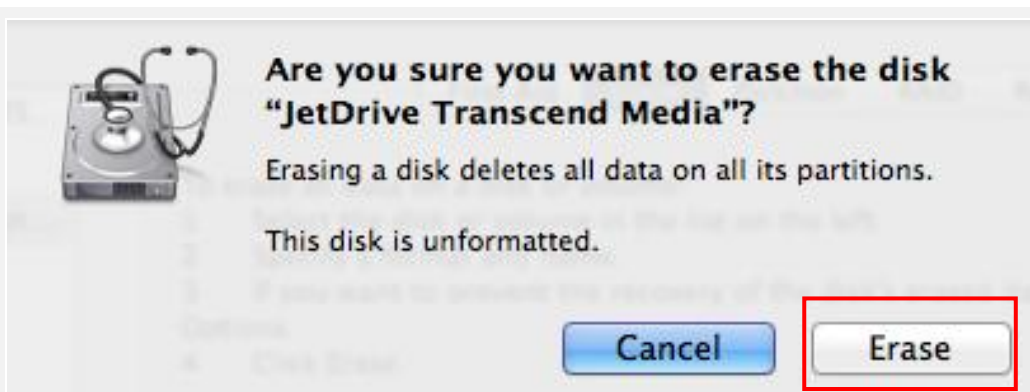 Are you sure you want to erase the disk
“JetDrive Transcend Media”?
Erasing a disk deletes all data on all its partitions.
This disk is unformatted.
Cancel
Erase